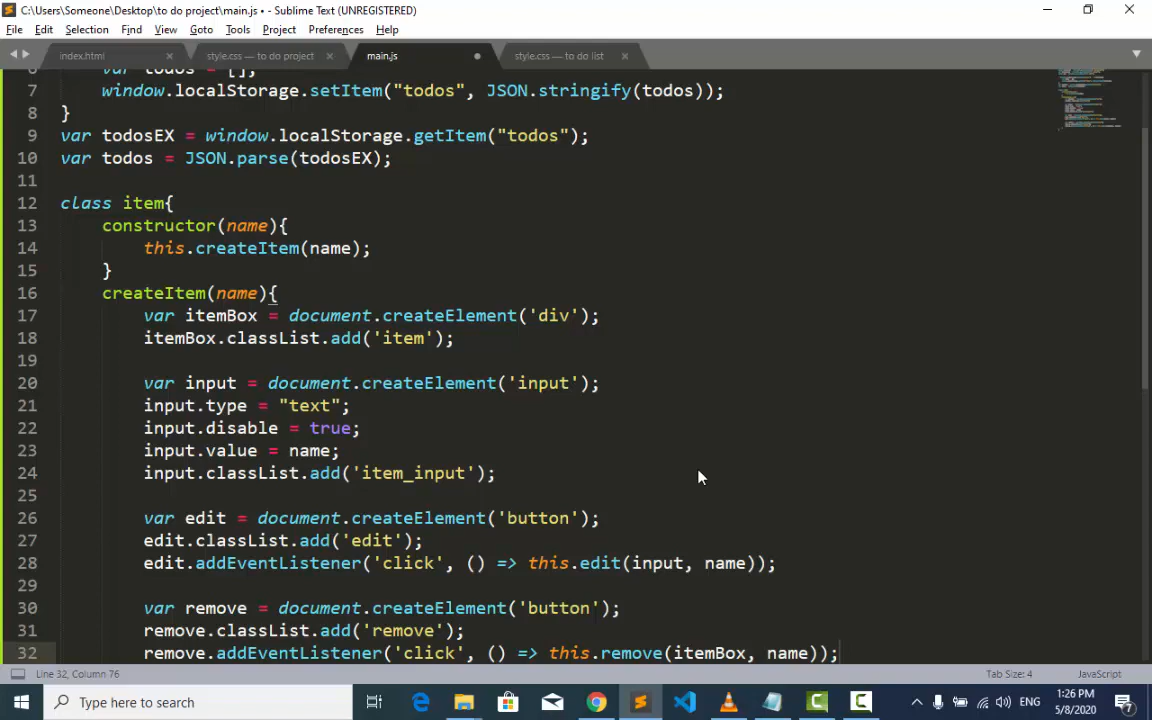 C:\Users\Someone\Desktop\to do project\main.js • - Sublime Text (UNREGISTERED)
File Edit Selection Find View Goto Tools Project Preferences Help
index.html × style.css — to do project × main.js style.css — to do list ×
6 var todos = [];
7 window.localStorage.setItem("todos", JSON.stringify(todos));
8 }
9 var todosEX = window.localStorage.getItem("todos");
10 var todos = JSON.parse(todosEX);
11
12 class item{
13 constructor(name){
14 this.createItem(name);
15 }
16 createItem(name){
17 var itemBox = document.createElement('div');
18 itemBox.classList.add('item');
19
20 var input = document.createElement('input');
21 input.type = "text";
22 input.disable = true;
23 input.value = name;
24 input.classList.add('item_input');
25
26 var edit = document.createElement('button');
27 edit.classList.add('edit');
28 edit.addEventListener('click', () => this.edit(input, name));
29
30 var remove = document.createElement('button');
31 remove.classList.add('remove');
32 remove.addEventListener('click', () => this.remove(itemBox, name));
Line 32, Column 76 Tab Size: 4 JavaScript
Type here to search ENG 1:26 PM
5/8/2020 7